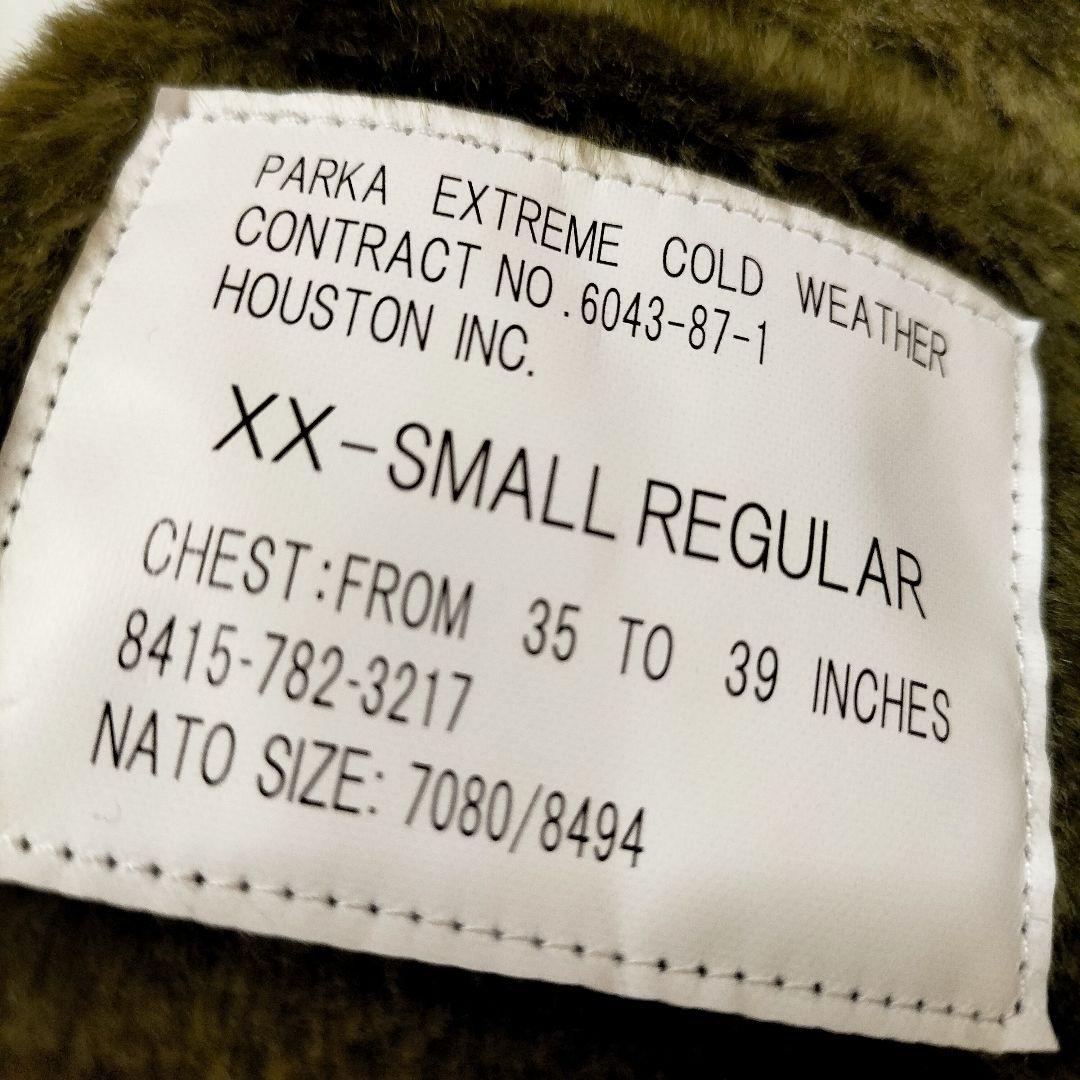 PARKA EXTREME COLD WEATHER
CONTRACT NO.6043-87-1
HOUSTON INC.
XX-SMALL REGULAR
CHEST:FROM 35 TO 39 INCHES
8415-782-3217
NATO SIZE: 7080/8494